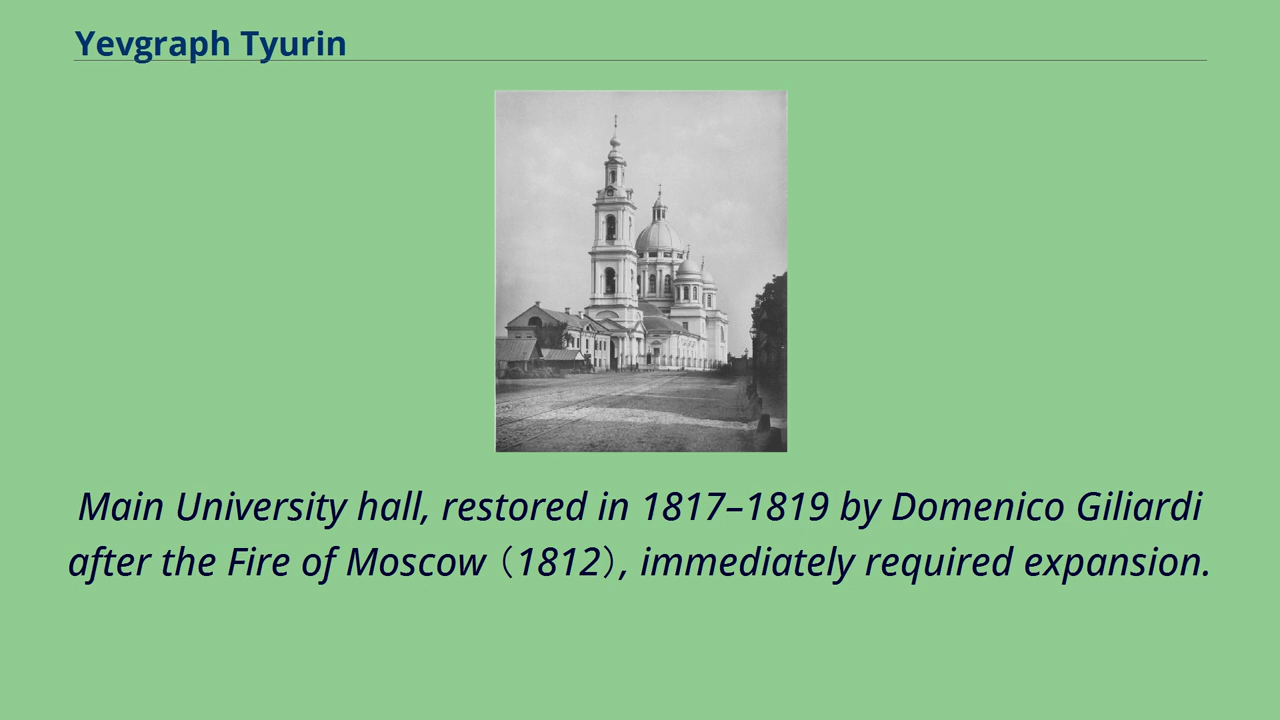 Yevgraph Tyurin
Main University hall, restored in 1817–1819 by Domenico Giliardi
after the Fire of Moscow（1812）, immediately required expansion.